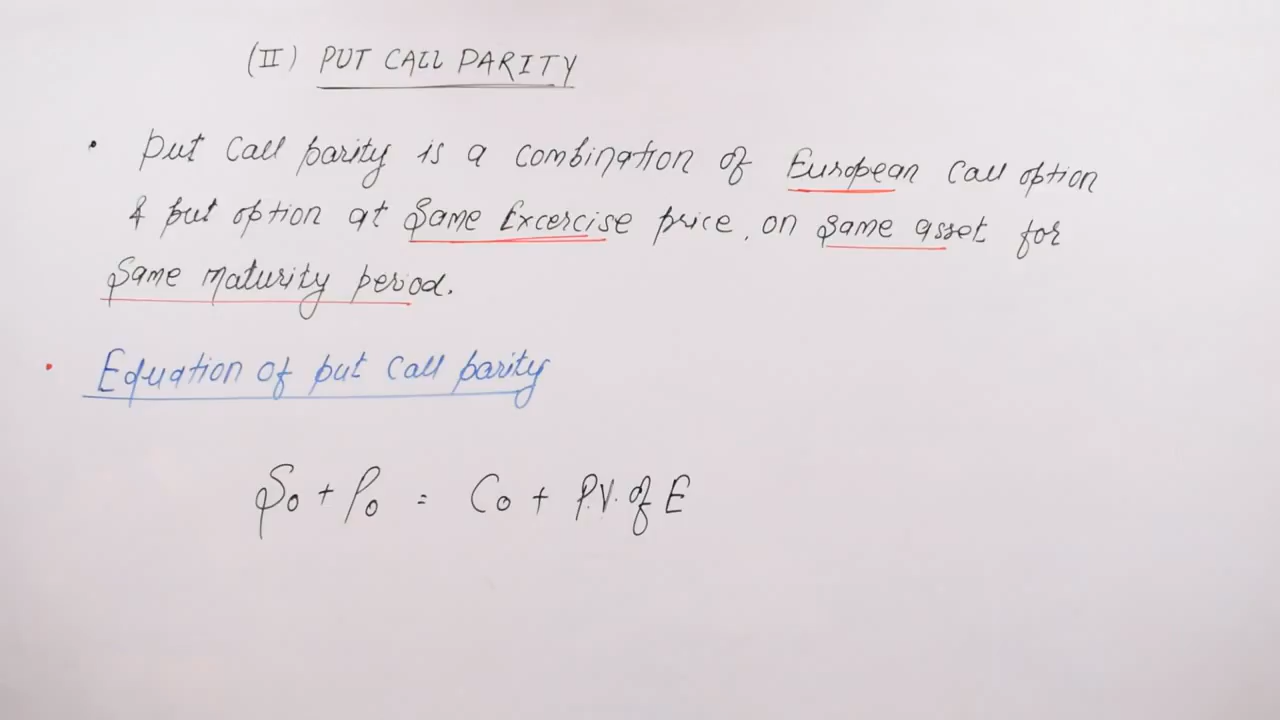 (II) PUT CALL PARITY
• Put Call parity is a combination of European Call option
& put option at Same Excercise price, on same asset for
Same maturity period.
• Equation of put call parity
S₀ + P₀ = C₀ + P.V. of E